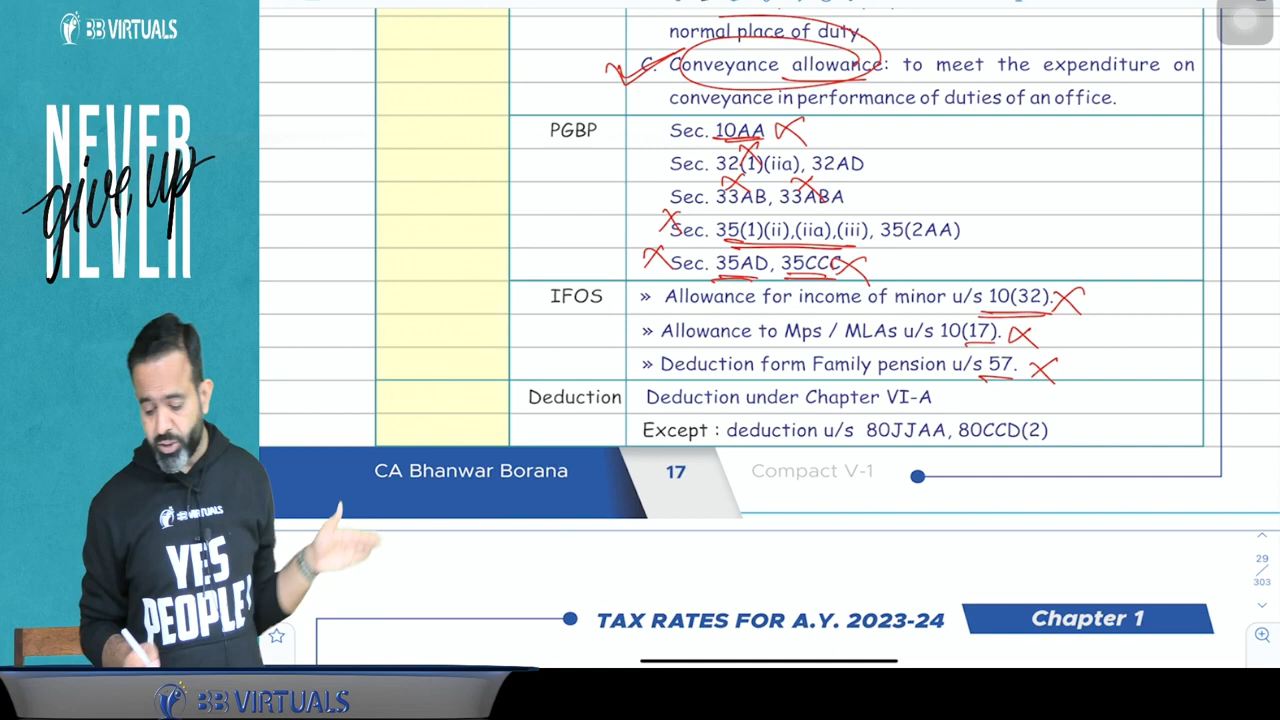 BB VIRTUALS
NEVER
give up
NEVER
BB VIRTUALS
YES
PEOPLE!
BB VIRTUALS
normal place of duty.
C. Conveyance allowance: to meet the expenditure on
conveyance in performance of duties of an office.
PGBP
Sec. 10AA
Sec. 32(1)(iia), 32AD
Sec. 33AB, 33ABA
Sec. 35(1)(ii),(iia),(iii), 35(2AA)
Sec. 35AD, 35CCC
IFOS
» Allowance for income of minor u/s 10(32).
» Allowance to Mps / MLAs u/s 10(17).
» Deduction form Family pension u/s 57.
Deduction
Deduction under Chapter VI-A
Except : deduction u/s 80JJAA, 80CCD(2)
CA Bhanwar Borana
17
Compact V-1
29
/
303
TAX RATES FOR A.Y. 2023-24
Chapter 1